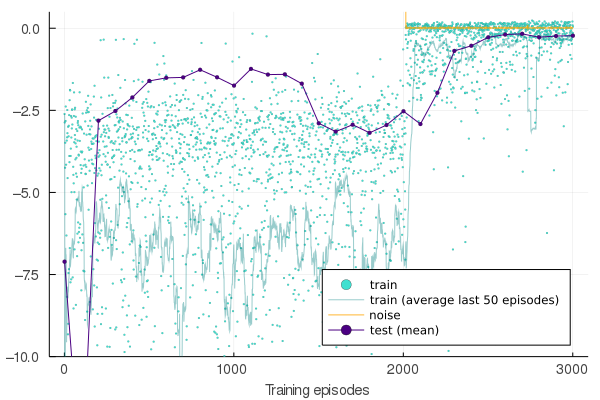 0.0
−2.5
−5.0
−7.5
−10.0
train
train (average last 50 episodes)
noise
test (mean)
0 1000 2000 3000
Training episodes